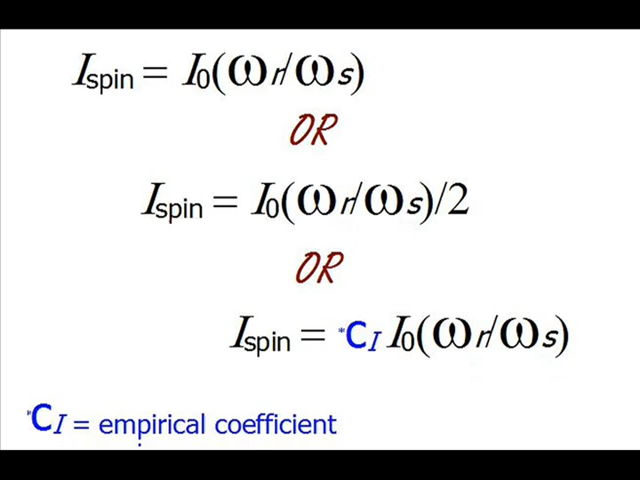 Ispin = I0(ωr/ωs)
OR
Ispin = I0(ωr/ωs)/2
OR
Ispin = *CI I0(ωr/ωs)
*CI = empirical coefficient